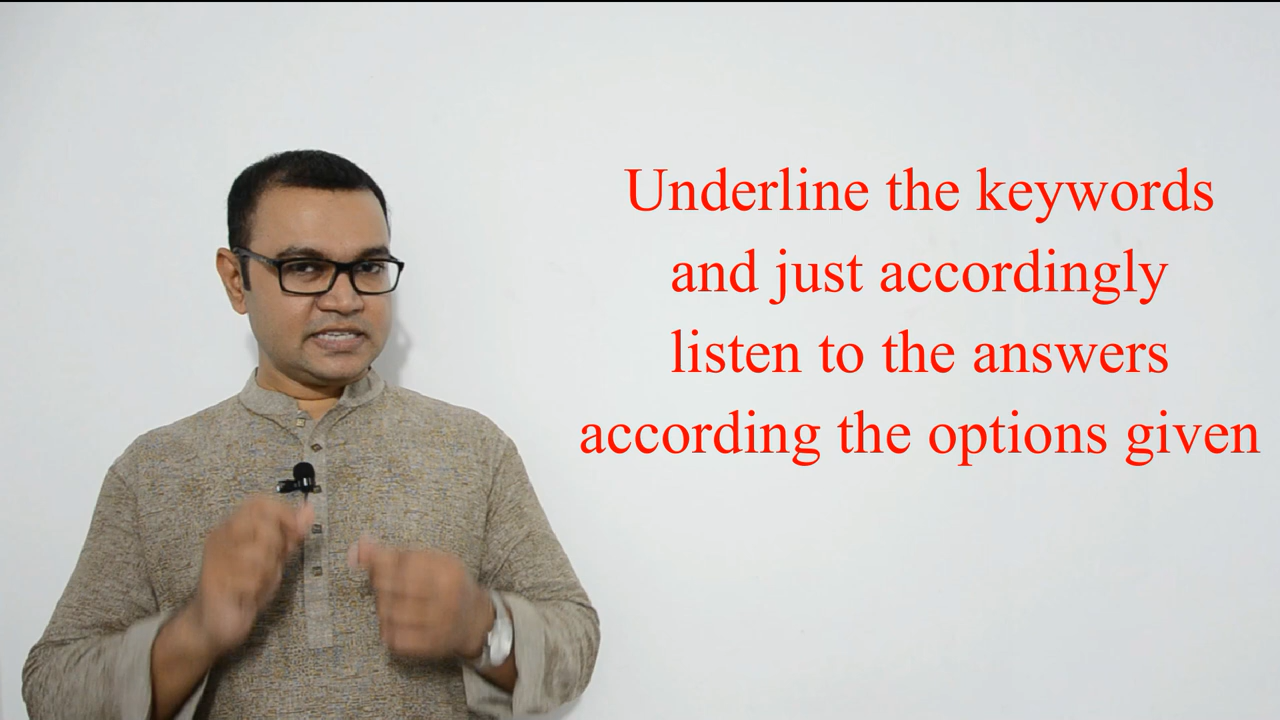 Underline the keywords
and just accordingly
listen to the answers
according the options given